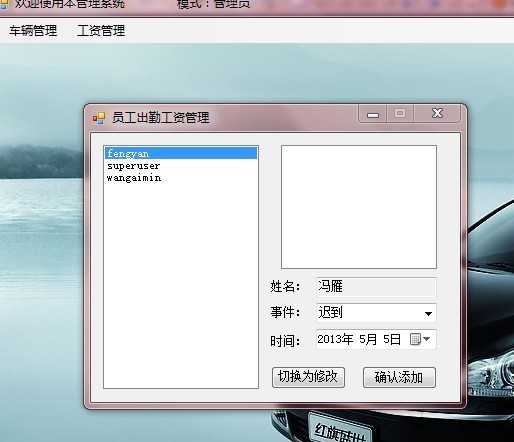 欢迎使用本管理系统 模式：管理员
车辆管理 工资管理
员工出勤工资管理
fengyan
superuser
wangaimin
姓名： 冯雁
事件： 迟到
时间： 2013年 5月 5日
切换为修改 确认添加
红旗盛世